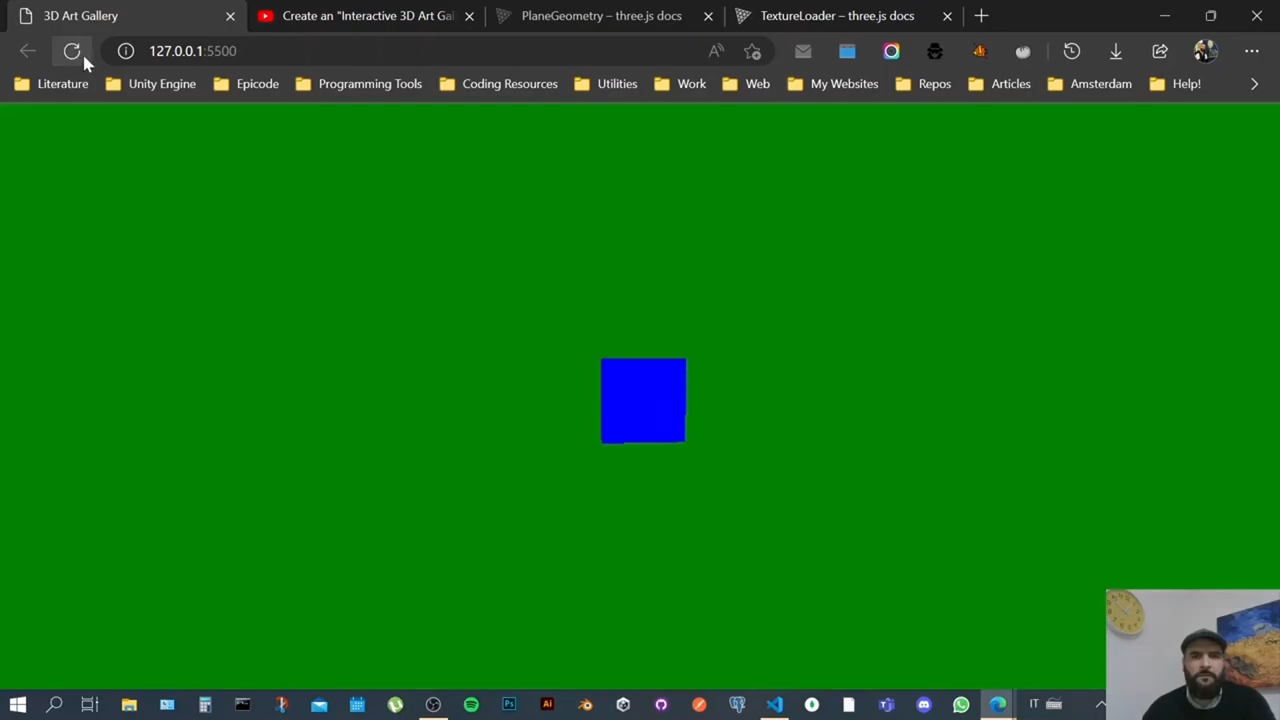 3D Art Gallery
Create an "Interactive 3D Art Gal
PlaneGeometry – three.js docs
TextureLoader – three.js docs
127.0.0.1:5500
Literature
Unity Engine
Epicode
Programming Tools
Coding Resources
Utilities
Work
Web
My Websites
Repos
Articles
Amsterdam
Help!
IT